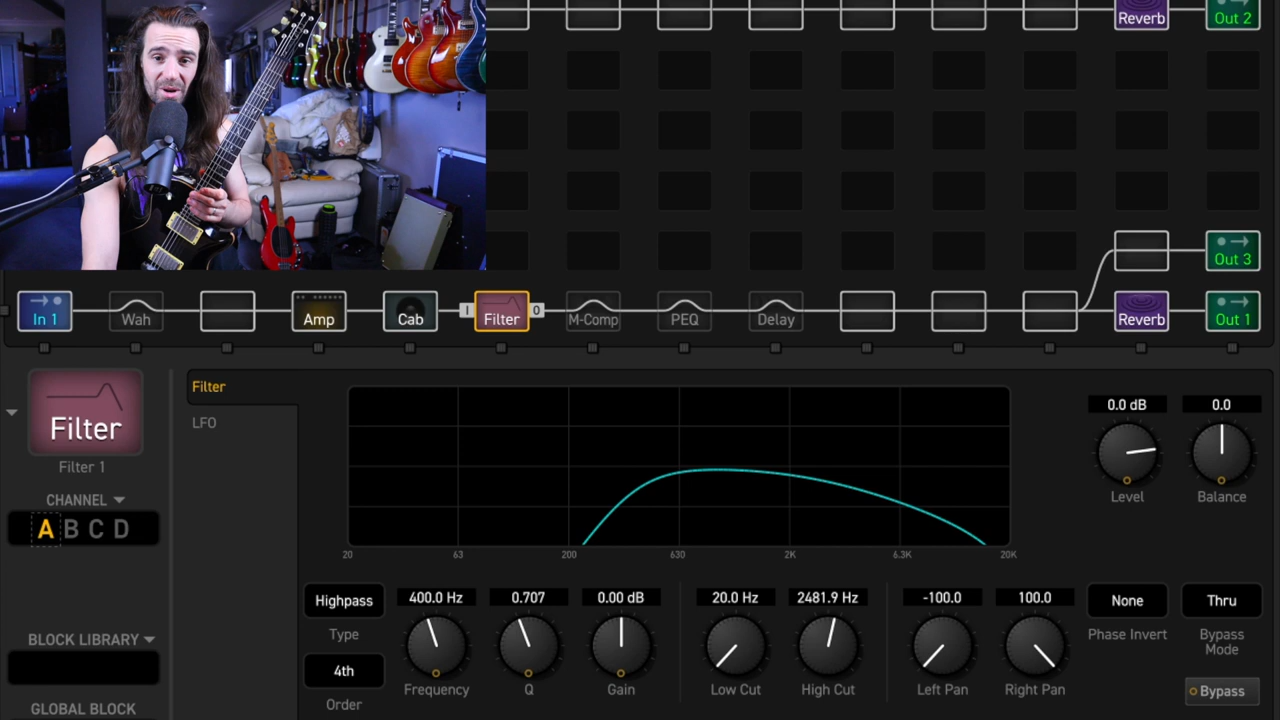 Reverb
Out 2
Out 3
In 1
Wah
Amp
Cab
I
Filter
O
M-Comp
PEQ
Delay
Reverb
Out 1
Filter
Filter 1
CHANNEL
A B C D
BLOCK LIBRARY
GLOBAL BLOCK
Filter
LFO
20
63
200
630
2K
6.3K
20K
0.0 dB
Level
0.0
Balance
Highpass
Type
4th
Order
400.0 Hz
Frequency
0.707
Q
0.00 dB
Gain
20.0 Hz
Low Cut
2481.9 Hz
High Cut
-100.0
Left Pan
100.0
Right Pan
None
Phase Invert
Thru
Bypass
Mode
Bypass